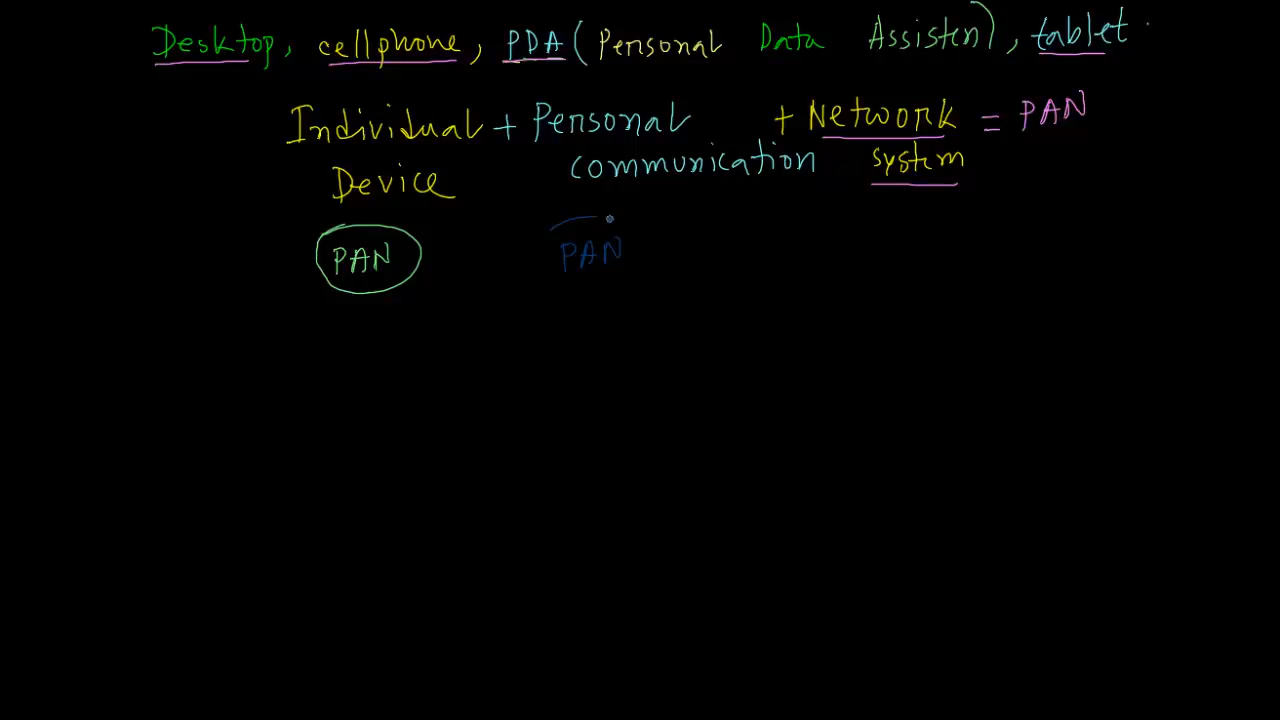 Desktop, cellphone, PDA (Personal Data Assisten), tablet.
Individual + Personal + Network = PAN
Device communication system
PAN PAN